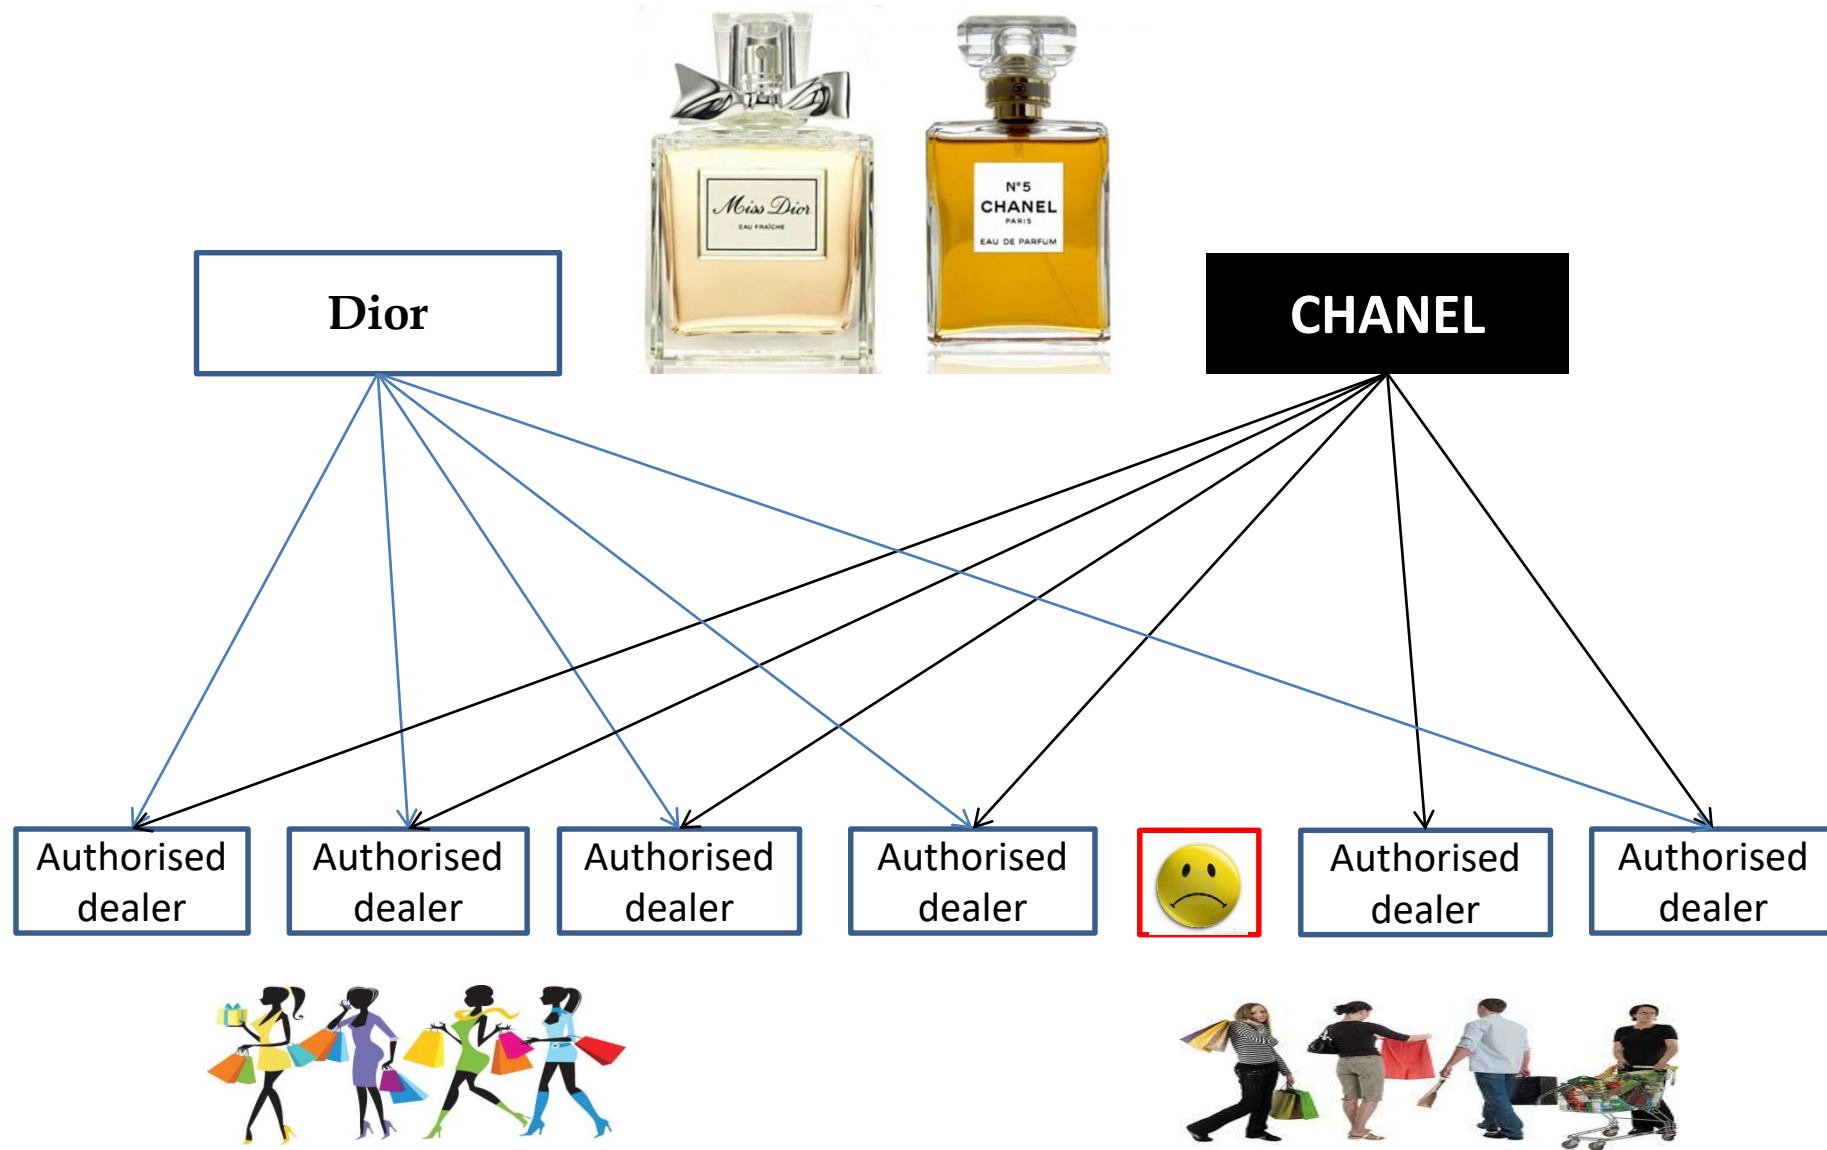 Miss Dior
EAU FRAÎCHE
N°5
CHANEL
PARIS
EAU DE PARFUM
Dior
CHANEL
Authorised
dealer
Authorised
dealer
Authorised
dealer
Authorised
dealer
Authorised
dealer
Authorised
dealer